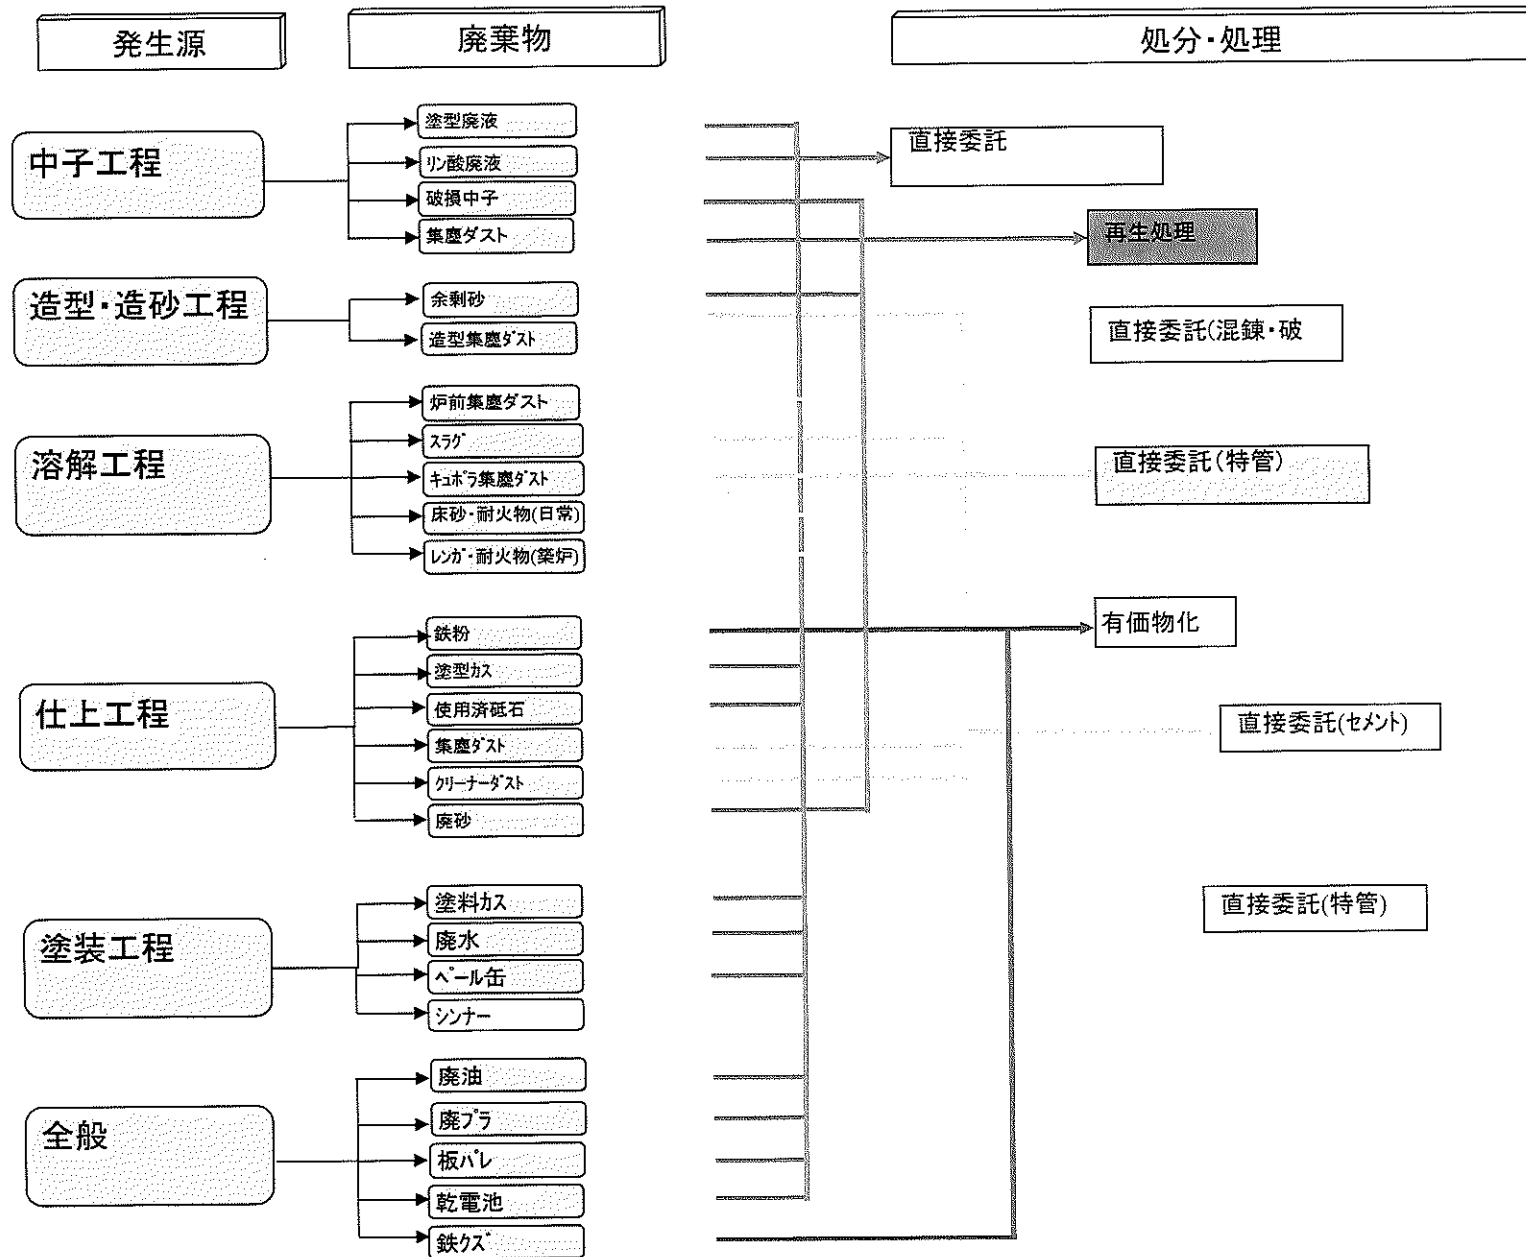 発生源
廃棄物
処分・処理
中子工程
塗型廃液
リン酸廃液
破損中子
集塵ダスト
直接委託
再生処理
造型・造砂工程
余剰砂
造型集塵ダスト
直接委託(混錬・破
溶解工程
炉前集塵ダスト
スラグ
キュポラ集塵ダスト
床砂・耐火物(日常)
レンガ・耐火物(築炉)
直接委託(特管)
仕上工程
鉄粉
塗型カス
使用済砥石
集塵ダスト
クリーナーダスト
廃砂
有価物化
直接委託(セメント)
塗装工程
塗料カス
廃水
ペール缶
シンナー
直接委託(特管)
全般
廃油
廃プラ
板パレ
乾電池
鉄クズ